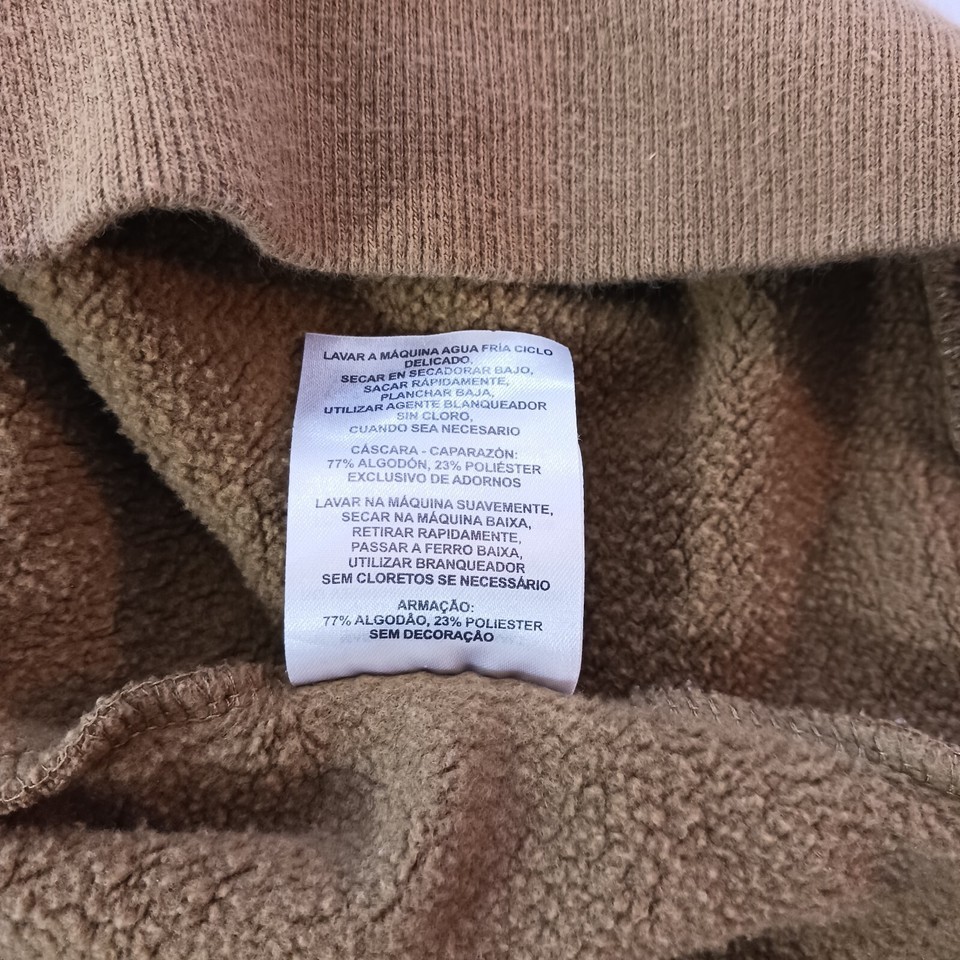 LAVAR A MÁQUINA AGUA FRÍA CICLO
DELICADO,
SECAR EN SECADORAR BAJO,
SACAR RÁPIDAMENTE,
PLANCHAR BAJA,
UTILIZAR AGENTE BLANQUEADOR
SIN CLORO,
CUANDO SEA NECESARIO
CÁSCARA - CAPARAZÓN:
77% ALGODÓN, 23% POLIÉSTER
EXCLUSIVO DE ADORNOS
LAVAR NA MÁQUINA SUAVEMENTE,
SECAR NA MÁQUINA BAIXA,
RETIRAR RAPIDAMENTE,
PASSAR A FERRO BAIXA,
UTILIZAR BRANQUEADOR
SEM CLORETOS SE NECESSÁRIO
ARMAÇÃO:
77% ALGODÂO, 23% POLIESTER
SEM DECORAÇÃO